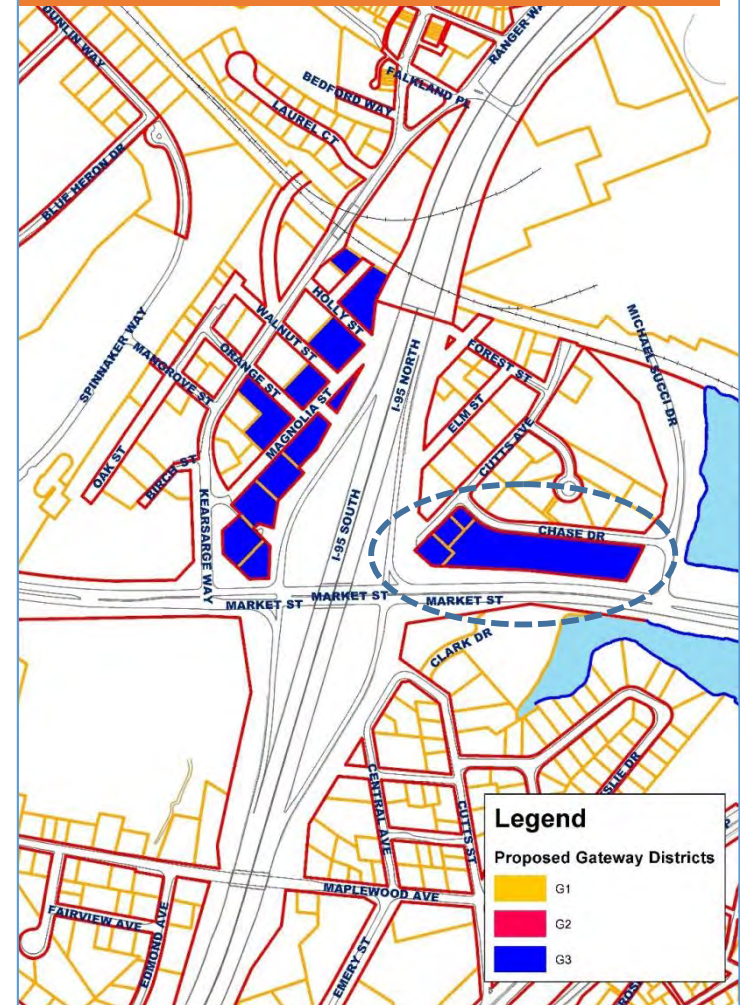 DUNLIN WAY
RANGER WA
BEDFORD WAY
FALKLAND PL
LAUREL CT
BLUE HERON DR
SPINNAKER WAY
HOLLY ST
WALNUT ST
ORANGE ST
MANGROVE ST
MAGNOLIA ST
OAK ST
BIRCH ST
KEARSARGE WAY
I-95 NORTH
I-95 SOUTH
FOREST ST
ELM ST
CUTTS AVE
MICHAEL SUCCI DR
CHASE DR
MARKET ST
MARKET ST
MARKET ST
CLARK DR
SLIE DR
CENTRAL AVE
CUTTS ST
MAPLEWOOD AVE
FAIRVIEW AVE
EDMOND AVE
EMERY ST
Legend
Proposed Gateway Districts
G1
G2
G3